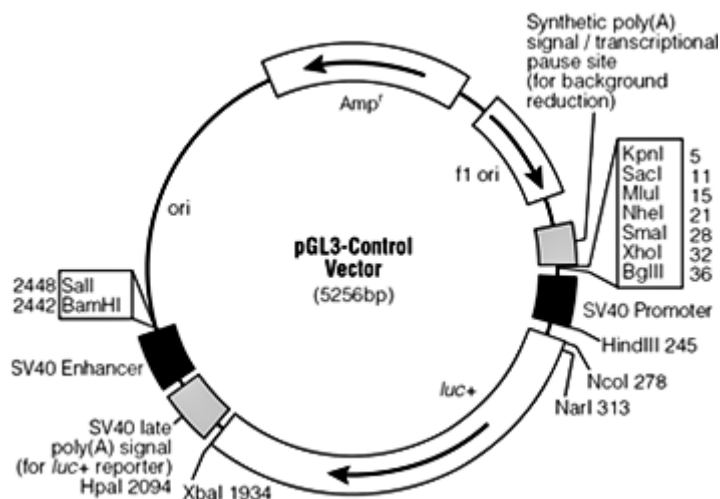 Synthetic poly(A)
signal / transcriptional
pause site
(for background
reduction)
Ampʳ
f1 ori
KpnI 5
SacI 11
MluI 15
NheI 21
SmaI 28
XhoI 32
BglII 36
ori
pGL3-Control
Vector
(5256bp)
2448 SalI
2442 BamHI
SV40 Promoter
HindIII 245
SV40 Enhancer
luc+
NcoI 278
NarI 313
SV40 late
poly(A) signal
(for luc+ reporter)
HpaI 2094
XbaI 1934